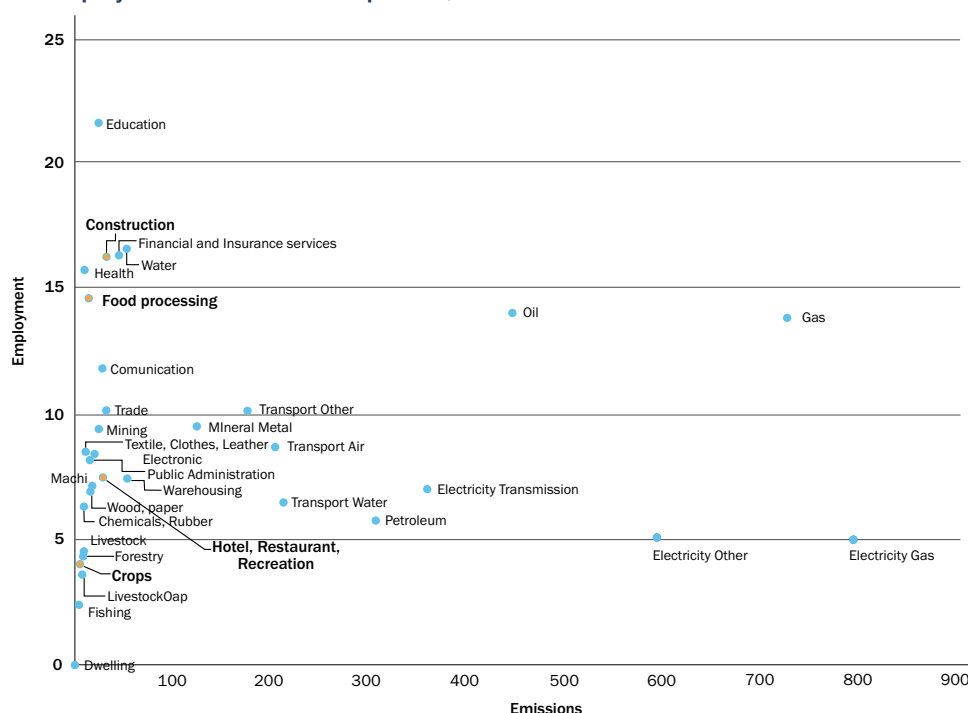 25
Education
20
Construction
Financial and Insurance services
Water
Health
15
Food processing
Oil
Gas
Employment
Comunication
10
Trade
Transport Other
Mining
MIneral Metal
Textile, Clothes, Leather
Transport Air
Electronic
Public Administration
Machi
Warehousing
Electricity Transmission
Transport Water
Wood, paper
Chemicals, Rubber
Petroleum
5
Livestock
Hotel, Restaurant,
Recreation
Forestry
Electricity Other
Electricity Gas
Crops
LivestockOap
Fishing
0
Dwelling
100
200
300
400
500
600
700
800
900
Emissions